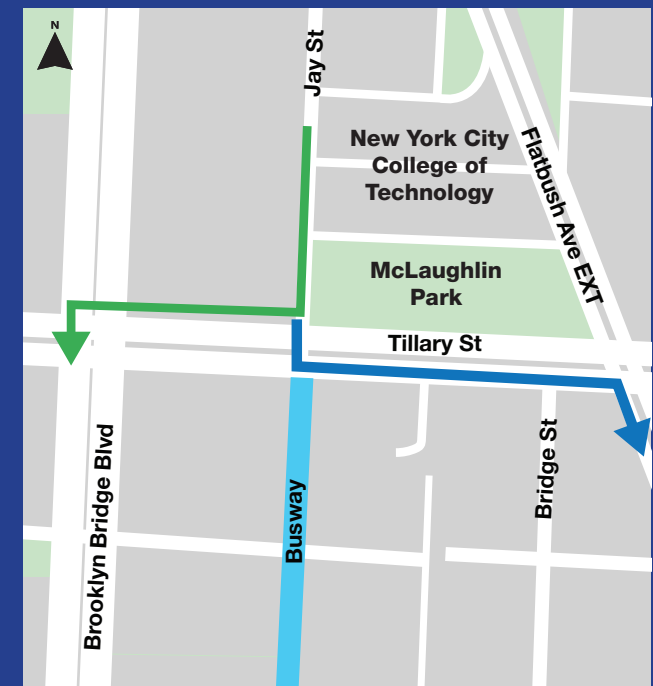 N
Jay St
New York City
College of
Technology
Flatbush Ave EXT
McLaughlin
Park
Tillary St
Brooklyn Bridge Blvd
Busway
Bridge St